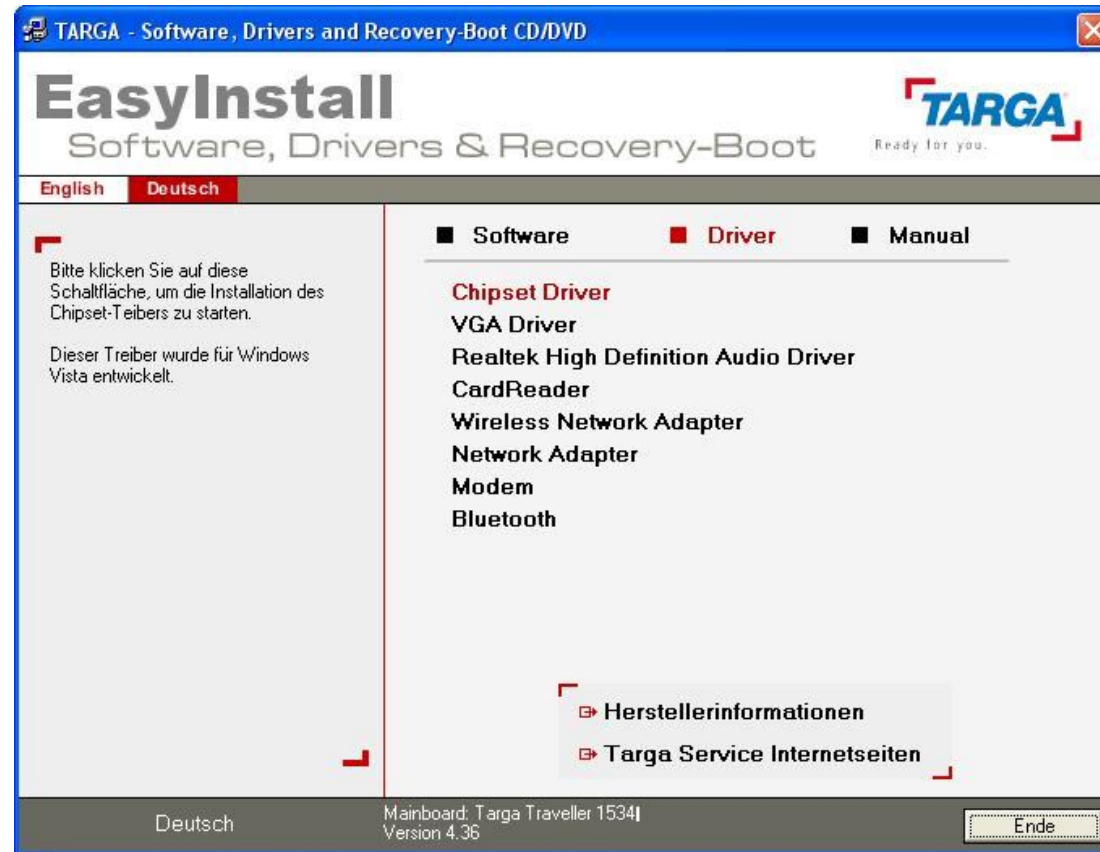 TARGA - Software, Drivers and Recovery-Boot CD/DVD
EasyInstall
Software, Drivers & Recovery-Boot
TARGA
Ready for you.
English Deutsch
Bitte klicken Sie auf diese
Schaltfläche, um die Installation des
Chipset-Teibers zu starten.
Dieser Treiber wurde für Windows
Vista entwickelt.
Software Driver Manual
Chipset Driver
VGA Driver
Realtek High Definition Audio Driver
CardReader
Wireless Network Adapter
Network Adapter
Modem
Bluetooth
Herstellerinformationen
Targa Service Internetseiten
Deutsch
Mainboard: Targa Traveller 1534
Version 4.36
Ende